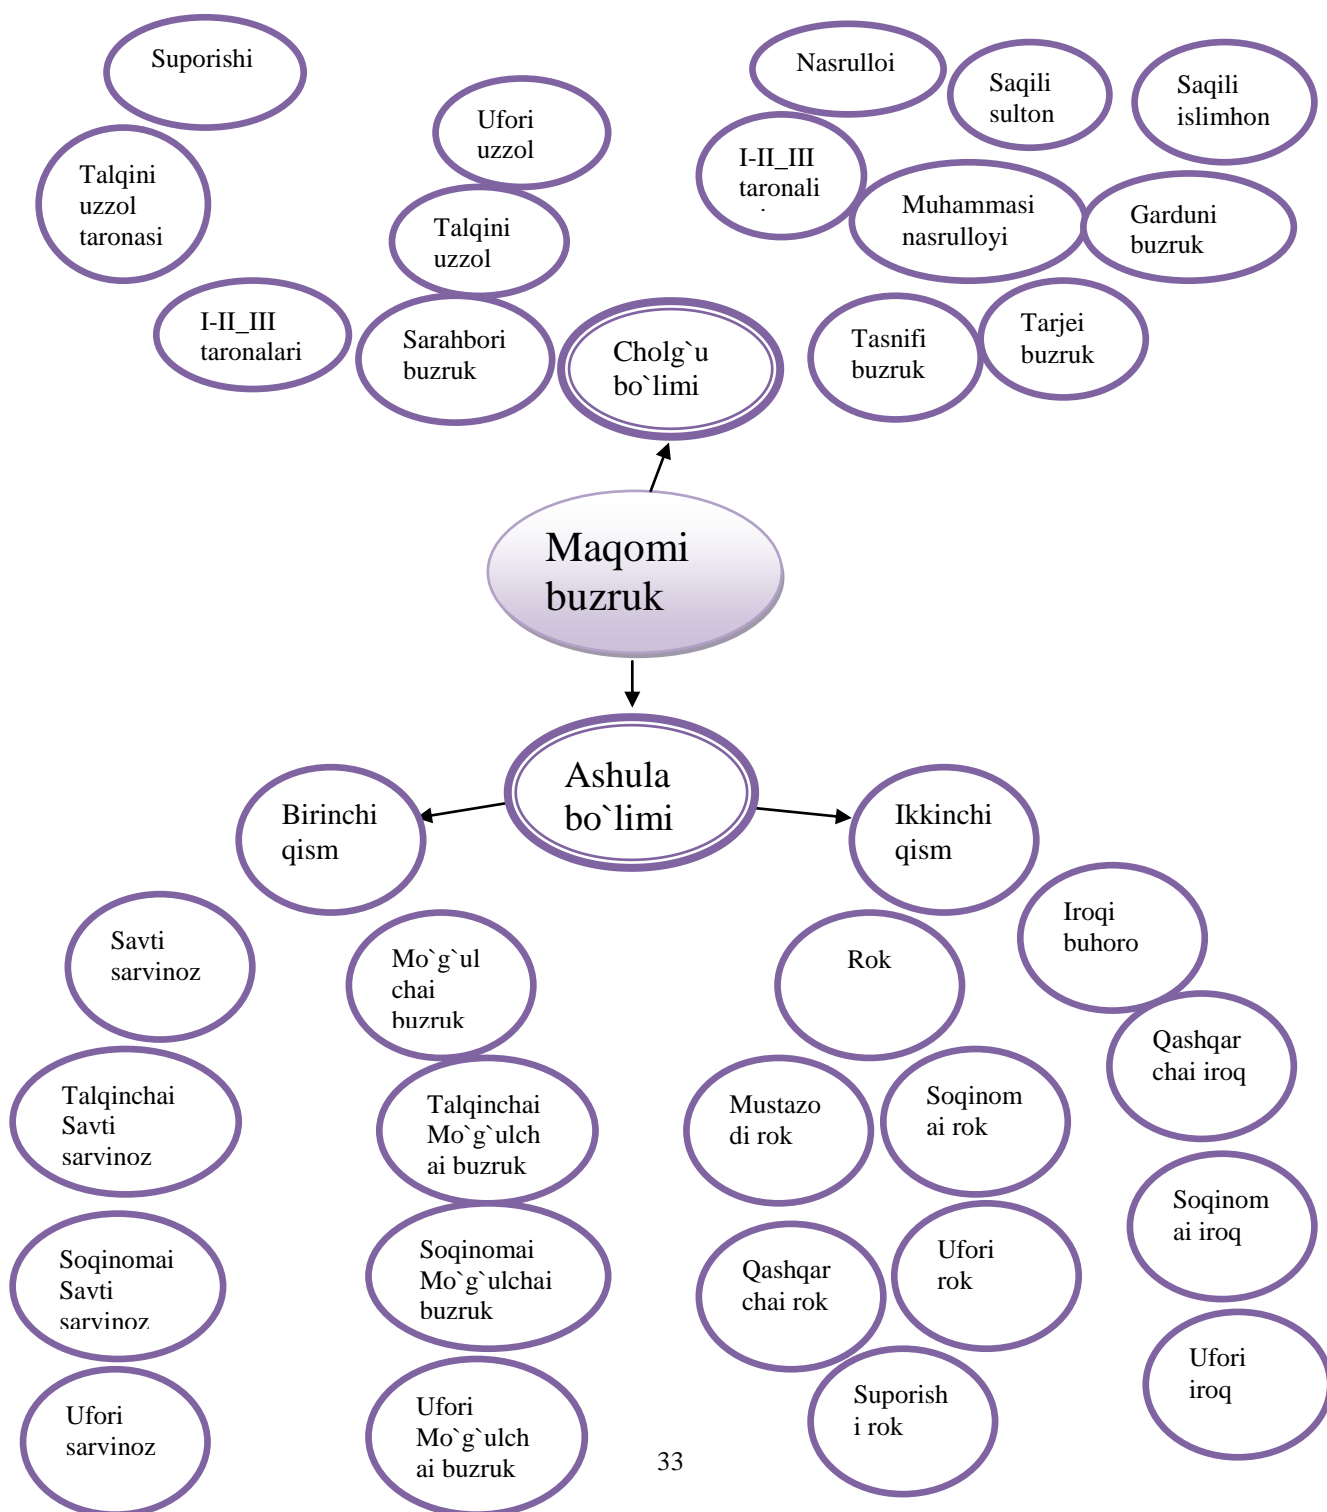 Suporishi
Talqini
uzzol
taronasi
I-II_III
taronalari
Ufori
uzzol
Talqini
uzzol
Sarahbori
buzruk
Cholg`u
bo`limi
Nasrulloi
I-II_III
taronali
Saqili
sulton
Saqili
islimhon
Muhammasi
nasrulloyi
Garduni
buzruk
Tasnifi
buzruk
Tarjei
buzruk
Maqomi
buzruk
Ashula
bo`limi
Birinchi
qism
Ikkinchi
qism
Savti
sarvinoz
Talqinchai
Savti
sarvinoz
Soqinomai
Savti
sarvinoz
Ufori
sarvinoz
Mo`g`ul
chai
buzruk
Talqinchai
Mo`g`ulch
ai buzruk
Soqinomai
Mo`g`ulchai
buzruk
Ufori
Mo`g`ulch
ai buzruk
Rok
Mustazo
di rok
Soqinom
ai rok
Qashqar
chai rok
Ufori
rok
Suporish
i rok
Iroqi
buhoro
Qashqar
chai iroq
Soqinom
ai iroq
Ufori
iroq
33